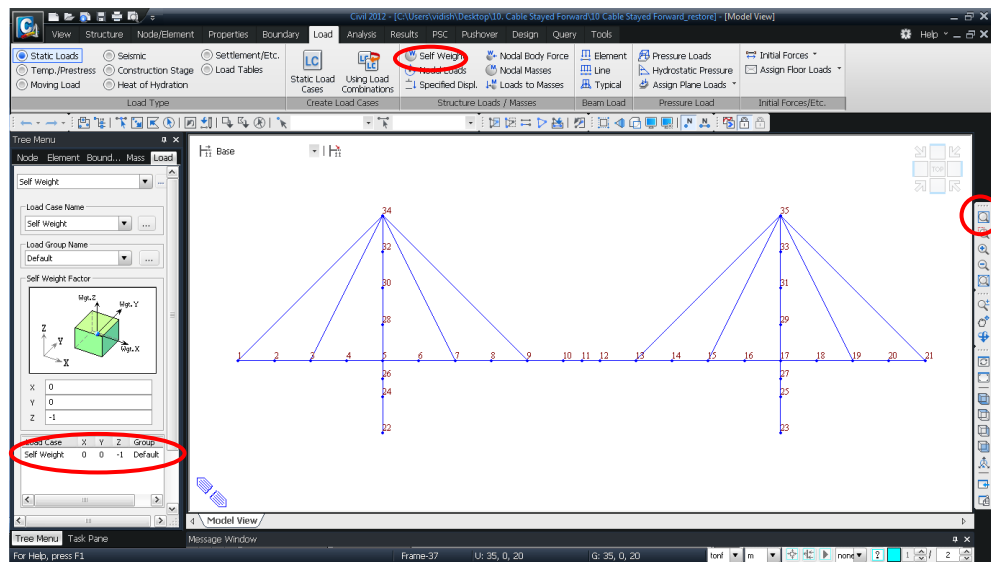 Civil 2012 - [C:\Users\vidish\Desktop\10. Cable Stayed Forward\10 Cable Stayed Forward_restore] - [Model View]
View Structure Node/Element Properties Boundary Load Analysis Results PSC Pushover Design Query Tools Help
Static Loads Seismic Settlement/Etc.
Temp./Prestress Construction Stage Load Tables
Moving Load Heat of Hydration
Load Type
LC
Static Load Cases
Using Load Combinations
Create Load Cases
Self Weight Nodal Body Force
Nodal Loads Nodal Masses
Specified Displ. Loads to Masses
Structure Loads / Masses
Element
Line
Typical
Beam Load
Pressure Loads
Hydrostatic Pressure
Assign Plane Loads
Pressure Load
Initial Forces
Assign Floor Loads
Initial Forces/Etc.
Tree Menu
Node Element Bound... Mass Load
Self Weight ...
Load Case Name
Self Weight ...
Load Group Name
Default ...
Self Weight Factor
Wgt.Z
Wgt.Y
Wgt.X
Z
Y
X
X 0
Y 0
Z -1
Load Case X Y Z Group
Self Weight 0 0 -1 Default
Tree Menu Task Pane
Base
TOP
34 35
32 33
30 31
28 29
1 2 3 4 5 6 7 8 9 10 11 12 13 14 15 16 17 18 19 20 21
26 27
24 25
22 23
Model View
Message Window
For Help, press F1
Frame-37
U: 35, 0, 20
G: 35, 0, 20
tonf
m
none
?
1 / 2